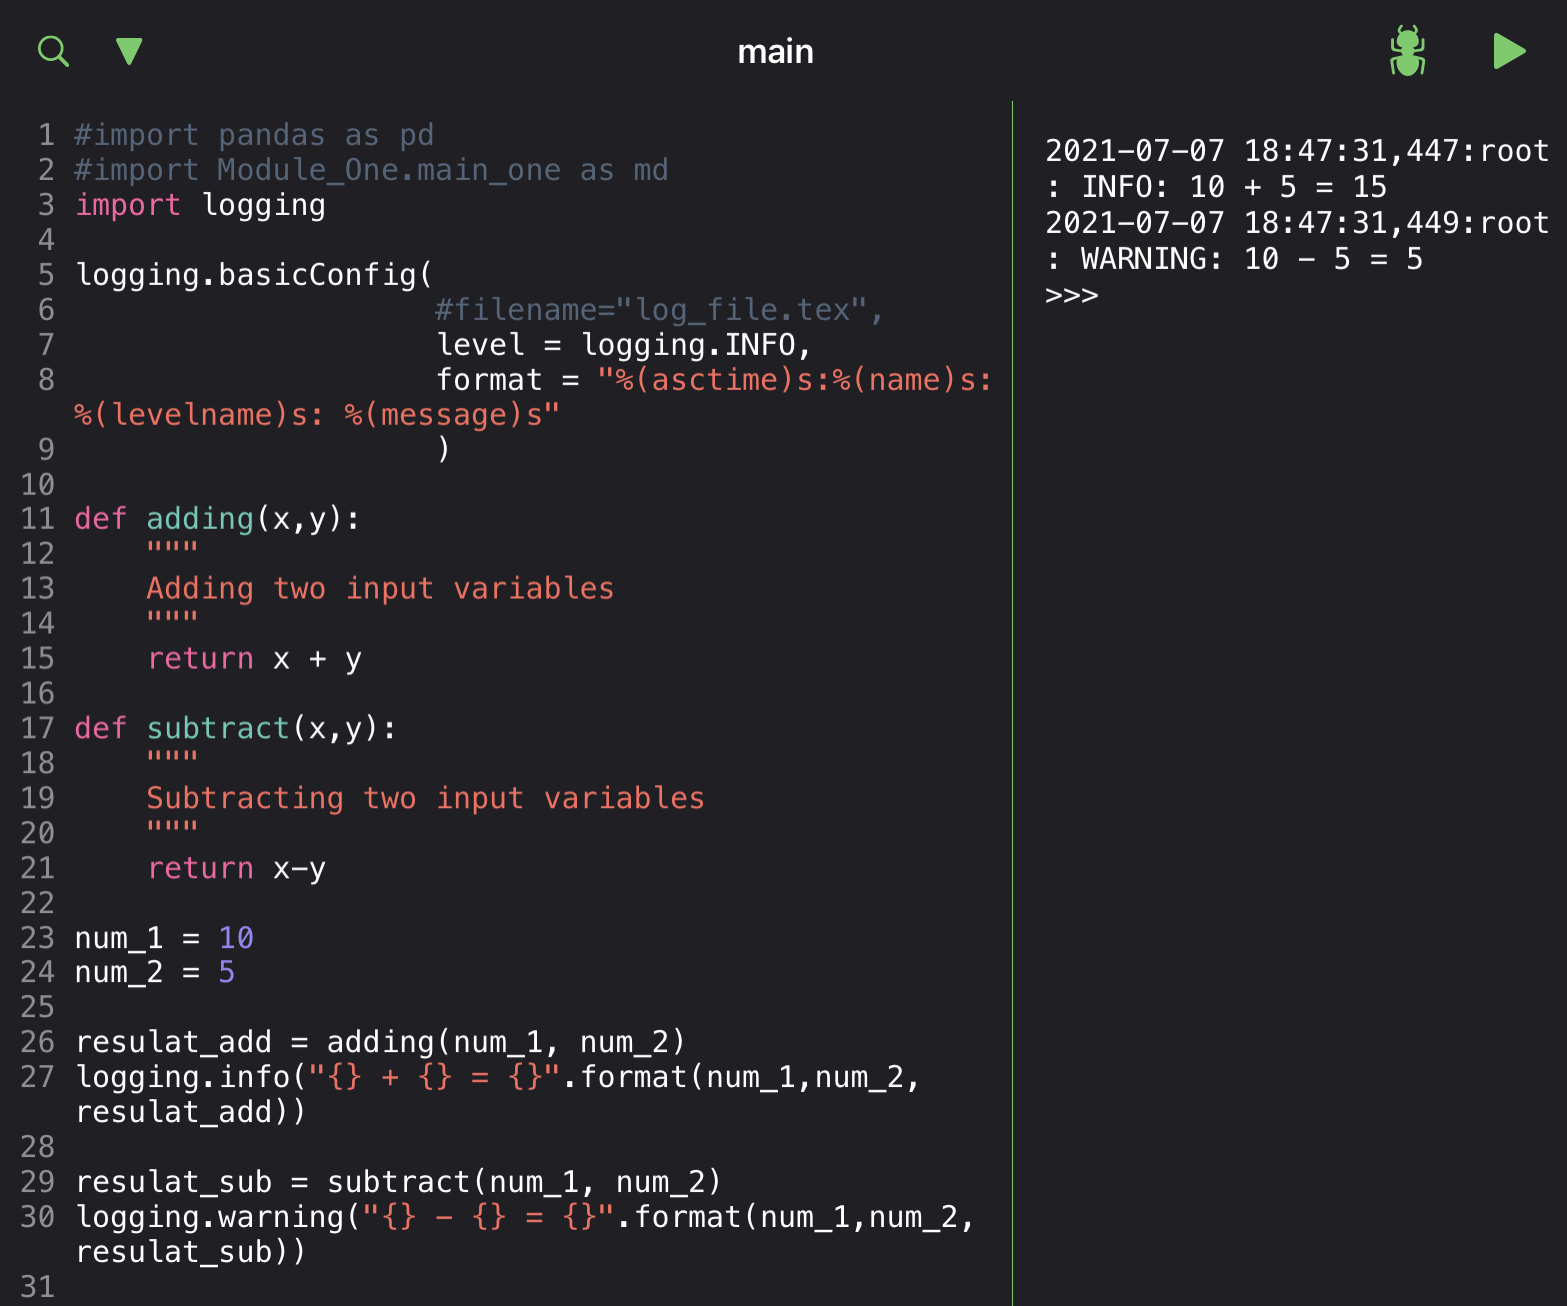 main
1 #import pandas as pd
2 #import Module_One.main_one as md
3 import logging
4
5 logging.basicConfig(
6                     #filename="log_file.tex",
7                     level = logging.INFO,
8                     format = "%(asctime)s:%(name)s:
%(levelname)s: %(message)s"
9                     )
10
11 def adding(x,y):
12     """
13     Adding two input variables
14     """
15     return x + y
16
17 def subtract(x,y):
18     """
19     Subtracting two input variables
20     """
21     return x-y
22
23 num_1 = 10
24 num_2 = 5
25
26 resulat_add = adding(num_1, num_2)
27 logging.info("{} + {} = {}".format(num_1,num_2,
resulat_add))
28
29 resulat_sub = subtract(num_1, num_2)
30 logging.warning("{} - {} = {}".format(num_1,num_2,
resulat_sub))
31
2021-07-07 18:47:31,447:root
: INFO: 10 + 5 = 15
2021-07-07 18:47:31,449:root
: WARNING: 10 - 5 = 5
>>>